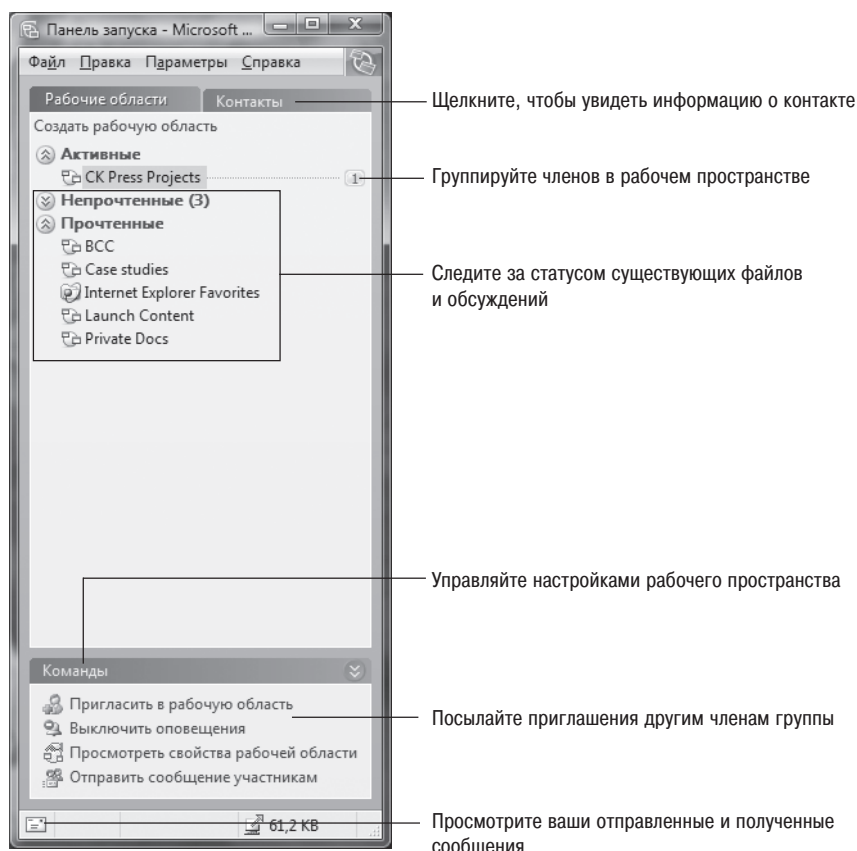 Панель запуска - Microsoft ...
Файл Правка Параметры Справка
Рабочие области Контакты
Щелкните, чтобы увидеть информацию о контакте
Создать рабочую область
Активные
CK Press Projects 1
Группируйте членов в рабочем пространстве
Непрочтенные (3)
Прочтенные
BCC
Case studies
Internet Explorer Favorites
Launch Content
Private Docs
Следите за статусом существующих файлов
и обсуждений
Управляйте настройками рабочего пространства
Команды
Пригласить в рабочую область
Выключить оповещения
Просмотреть свойства рабочей области
Отправить сообщение участникам
Посылайте приглашения другим членам группы
61,2 KB
Просмотрите ваши отправленные и полученные
сообщения